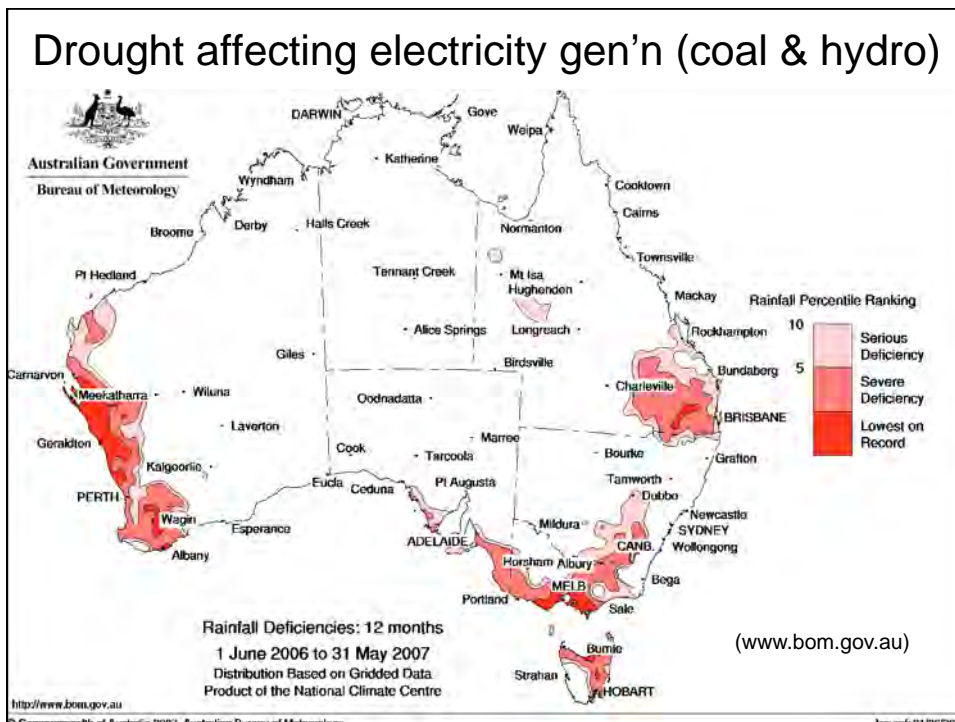 Drought affecting electricity gen’n (coal & hydro)
Australian Government
Bureau of Meteorology
DARWIN
Gove
Weipa
Katherine
Wyndham
Cooktown
Cairns
Derby
Halls Creek
Normanton
Broome
Townsville
Pt Hedland
Tennant Creek
Mt Isa
Hughenden
Mackay
Rainfall Percentile Ranking
10
Serious
Deficiency
5
Severe
Deficiency
Lowest on
Record
Alice Springs
Longreach
Rockhampton
Giles
Birdsville
Carnarvon
Bundaberg
Meekatharra
Wiluna
Charleville
Oodnadatta
BRISBANE
Laverton
Geraldton
Marree
Cook
Tarcoola
Bourke
Grafton
Kalgoorlie
Pt Augusta
Tamworth
Eucla
Ceduna
Dubbo
PERTH
Newcastle
Wagin
Esperance
Mildura
SYDNEY
ADELAIDE
CANB.
Wollongong
Albany
Horsham
Albury
MELB
Bega
Portland
Sale
Rainfall Deficiencies: 12 months
1 June 2006 to 31 May 2007
Distribution Based on Gridded Data
Product of the National Climate Centre
(www.bom.gov.au)
Burnie
Strahan
HOBART
http://www.bom.gov.au